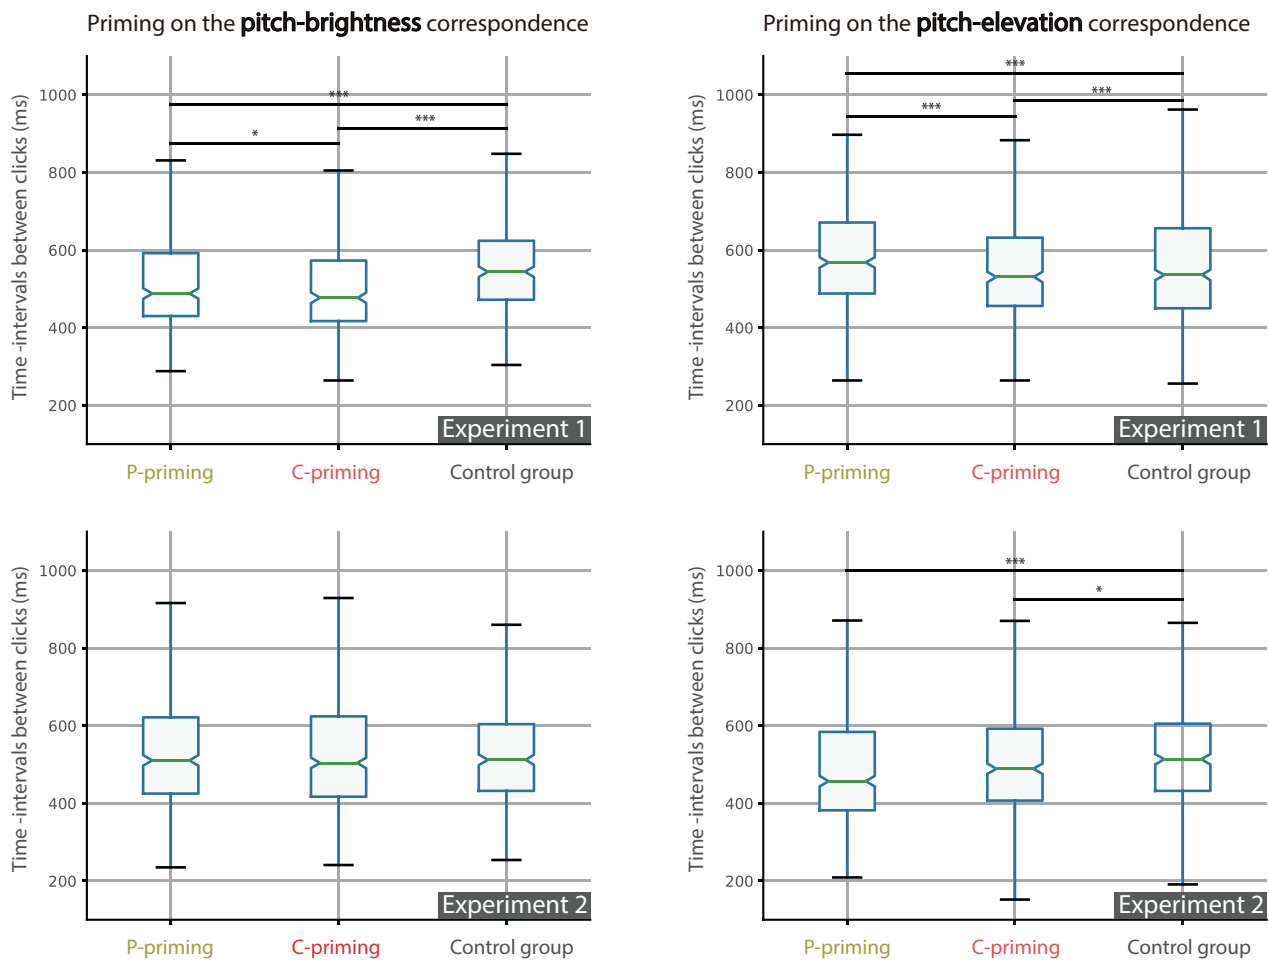 Priming on the pitch-brightness correspondence
Time -intervals between clicks (ms)
1000
800
600
400
200
***
*
***
Experiment 1
P-priming C-priming Control group
Priming on the pitch-elevation correspondence
Time -intervals between clicks (ms)
1000
800
600
400
200
***
***
***
Experiment 1
P-priming C-priming Control group
Time -intervals between clicks (ms)
1000
800
600
400
200
Experiment 2
P-priming C-priming Control group
Time -intervals between clicks (ms)
1000
800
600
400
200
***
*
Experiment 2
P-priming C-priming Control group